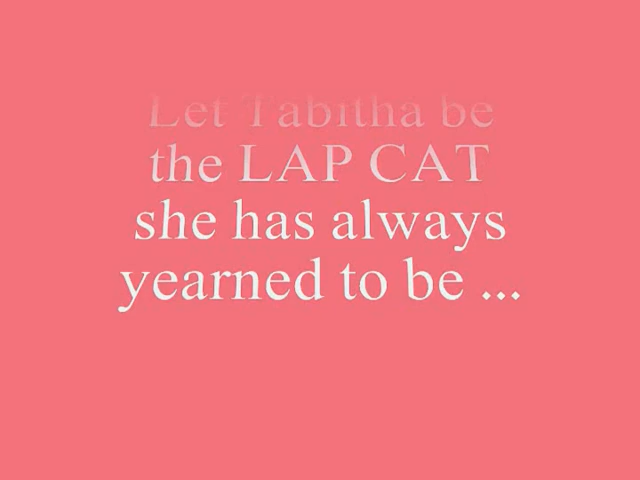 Let Tabitha be
the LAP CAT
she has always
yearned to be ...